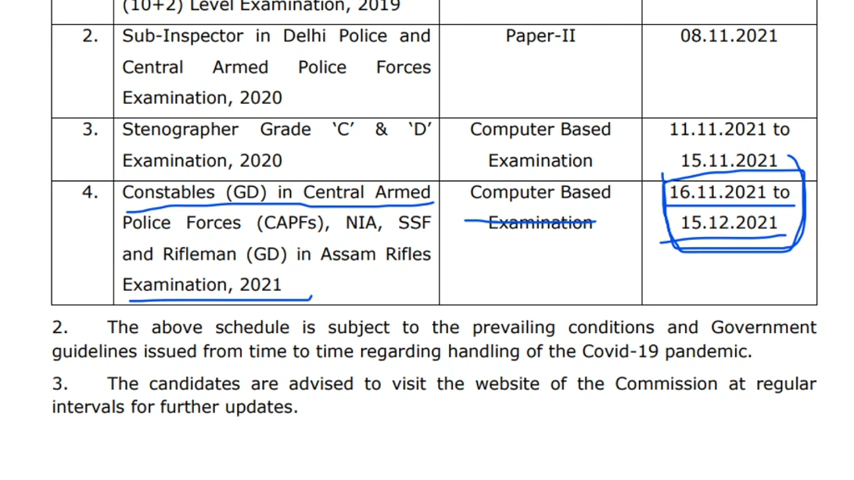 (10+2) Level Examination, 2019
2. Sub-Inspector in Delhi Police and Paper-II 08.11.2021
Central Armed Police Forces
Examination, 2020
3. Stenographer Grade ‘C’ & ‘D’ Computer Based 11.11.2021 to
Examination, 2020 Examination 15.11.2021
4. Constables (GD) in Central Armed Computer Based 16.11.2021 to
Police Forces (CAPFs), NIA, SSF Examination 15.12.2021
and Rifleman (GD) in Assam Rifles
Examination, 2021
2. The above schedule is subject to the prevailing conditions and Government
guidelines issued from time to time regarding handling of the Covid-19 pandemic.
3. The candidates are advised to visit the website of the Commission at regular
intervals for further updates.